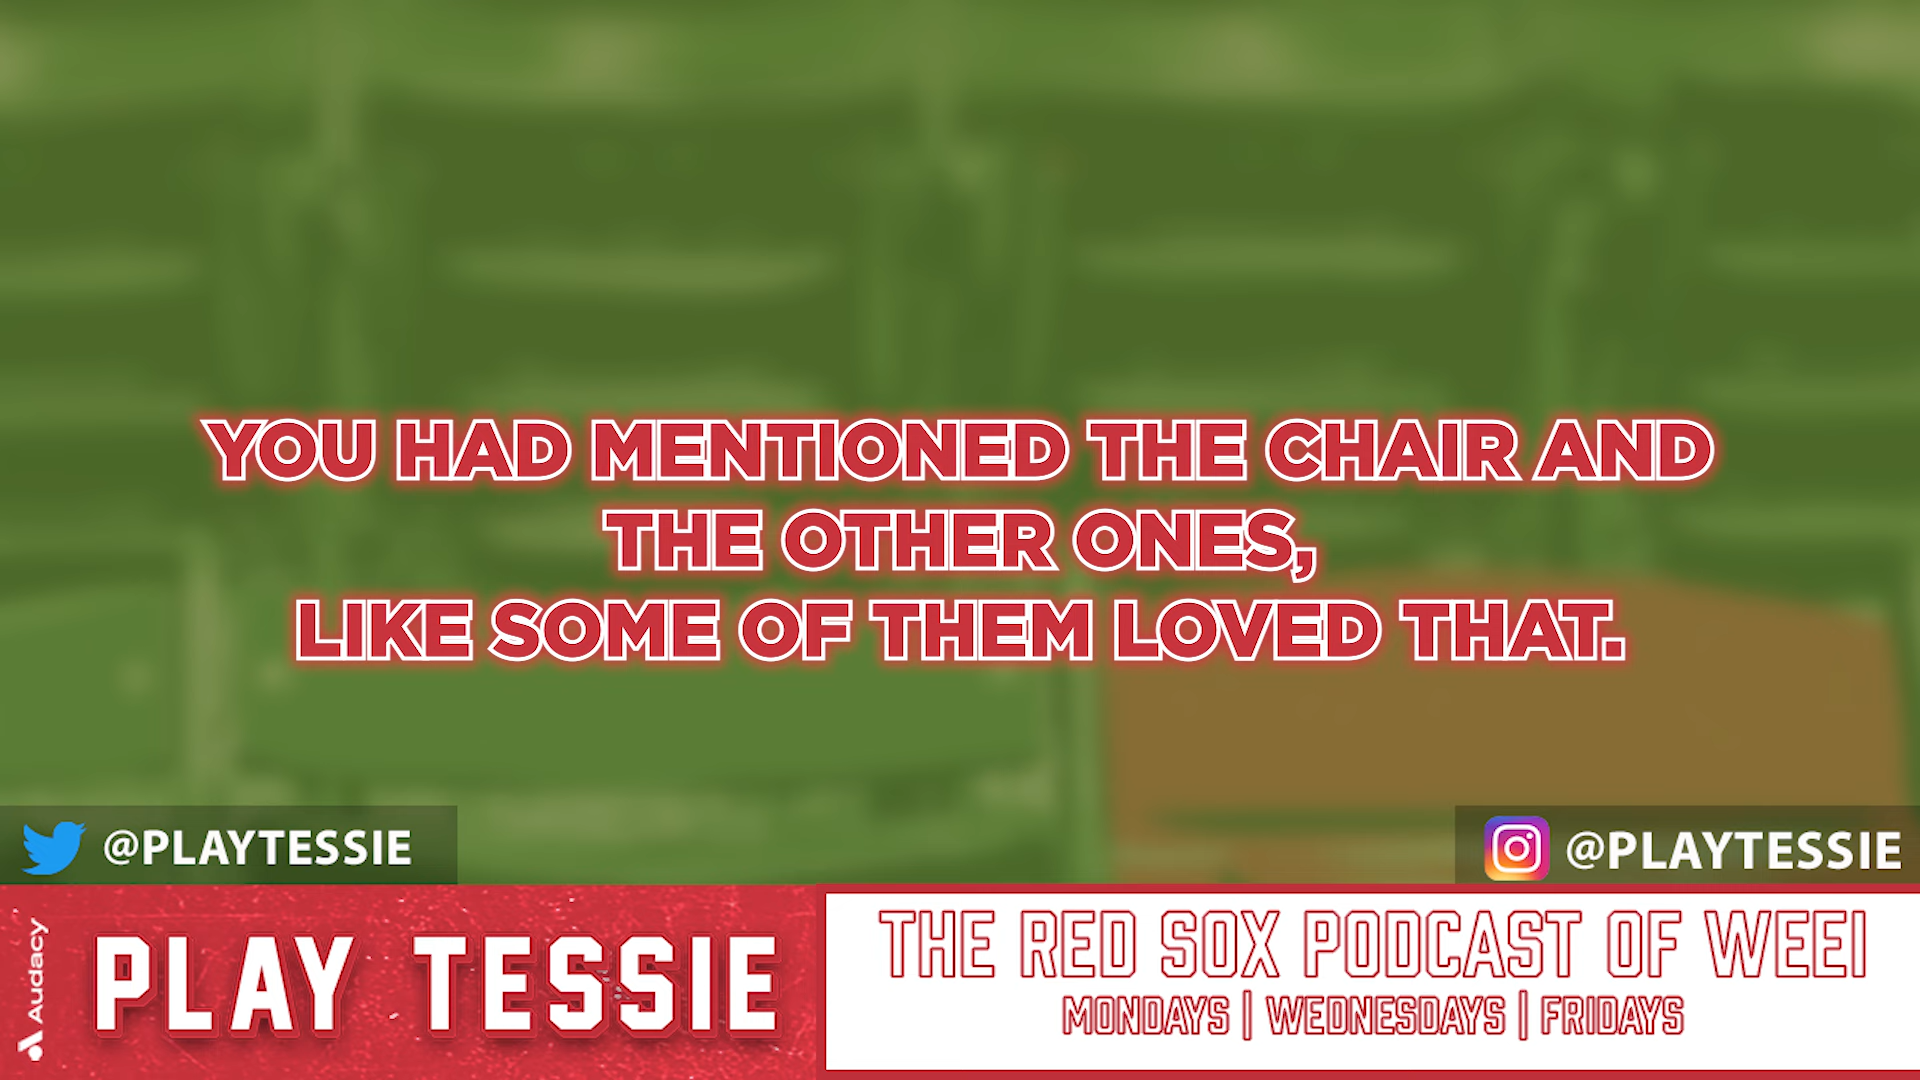 YOU HAD MENTIONED THE CHAIR AND
THE OTHER ONES,
LIKE SOME OF THEM LOVED THAT.
@PLAYTESSIE
@PLAYTESSIE
Audacy
PLAY TESSIE
THE RED SOX PODCAST OF WEEI
MONDAYS | WEDNESDAYS | FRIDAYS